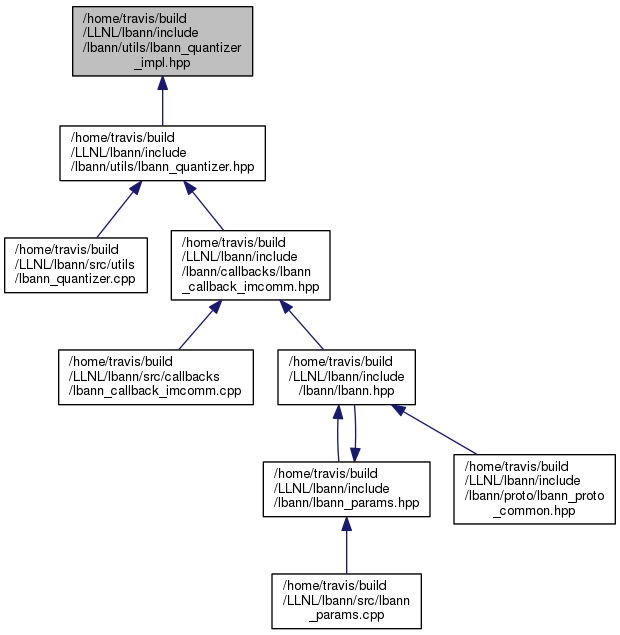 /home/travis/build
/LLNL/lbann/include
/lbann/utils/lbann_quantizer
_impl.hpp
/home/travis/build
/LLNL/lbann/include
/lbann/utils/lbann_quantizer.hpp
/home/travis/build
/LLNL/lbann/src/utils
/lbann_quantizer.cpp
/home/travis/build
/LLNL/lbann/include
/lbann/callbacks/lbann
_callback_imcomm.hpp
/home/travis/build
/LLNL/lbann/src/callbacks
/lbann_callback_imcomm.cpp
/home/travis/build
/LLNL/lbann/include
/lbann/lbann.hpp
/home/travis/build
/LLNL/lbann/include
/lbann/lbann_params.hpp
/home/travis/build
/LLNL/lbann/include
/lbann/proto/lbann_proto
_common.hpp
/home/travis/build
/LLNL/lbann/src/lbann
_params.cpp